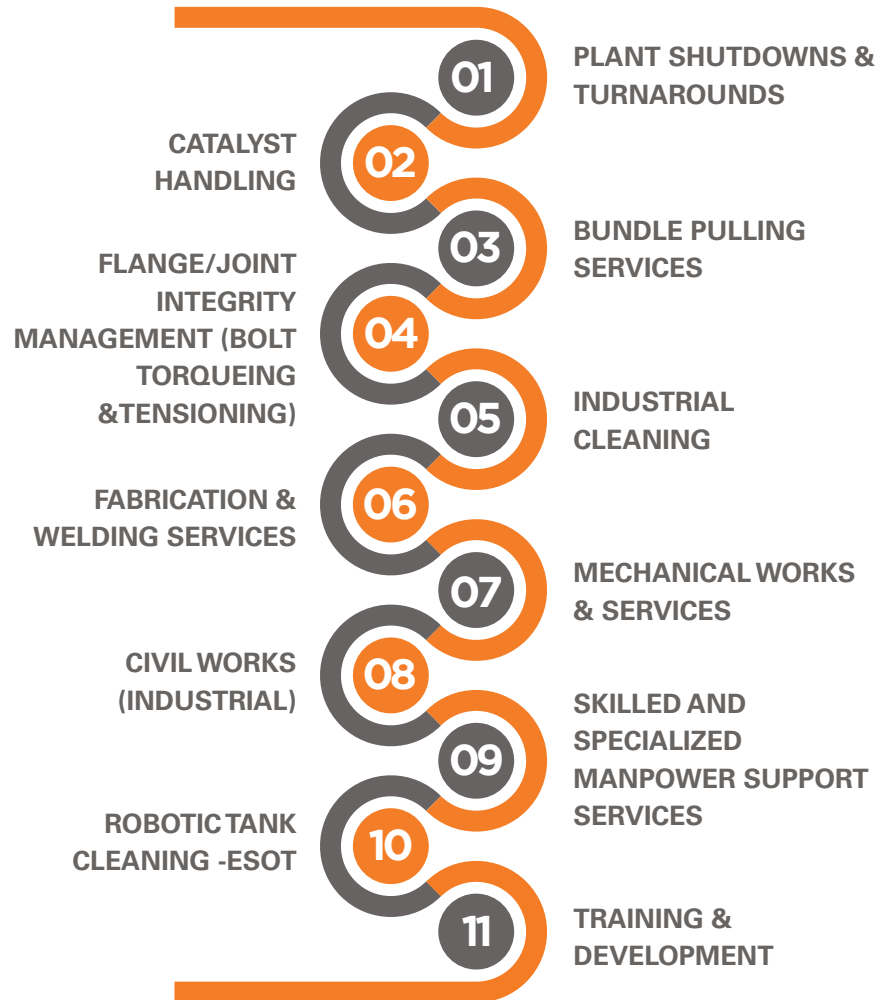 01
PLANT SHUTDOWNS &
TURNAROUNDS
02
CATALYST
HANDLING
03
BUNDLE PULLING
SERVICES
04
FLANGE/JOINT
INTEGRITY
MANAGEMENT (BOLT
TORQUEING
&TENSIONING)
05
INDUSTRIAL
CLEANING
06
FABRICATION &
WELDING SERVICES
07
MECHANICAL WORKS
& SERVICES
08
CIVIL WORKS
(INDUSTRIAL)
09
SKILLED AND
SPECIALIZED
MANPOWER SUPPORT
SERVICES
10
ROBOTIC TANK
CLEANING -ESOT
11
TRAINING &
DEVELOPMENT